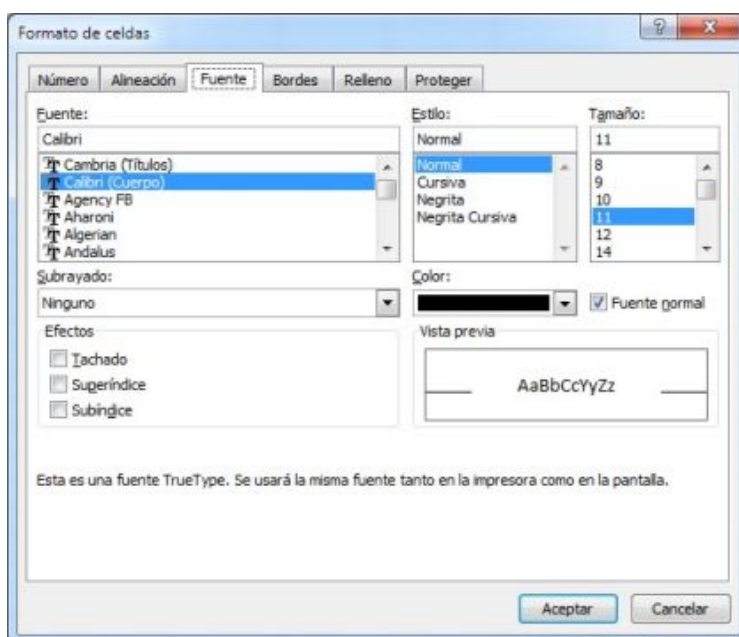 Formato de celdas
Número Alineación Fuente Bordes Relleno Proteger
Fuente: Estilo: Tamaño:
Calibri Normal 11
Cambria (Títulos) Normal 8
Calibri (Cuerpo) Cursiva 9
Agency FB Negrita 10
Aharoni Negrita Cursiva 11
Algerian 12
Andalus 14
Subrayado: Color:
Ninguno Fuente normal
Efectos Vista previa
Tachado
Superíndice AaBbCcYyZz
Subíndice
Esta es una fuente TrueType. Se usará la misma fuente tanto en la impresora como en la pantalla.
Aceptar Cancelar